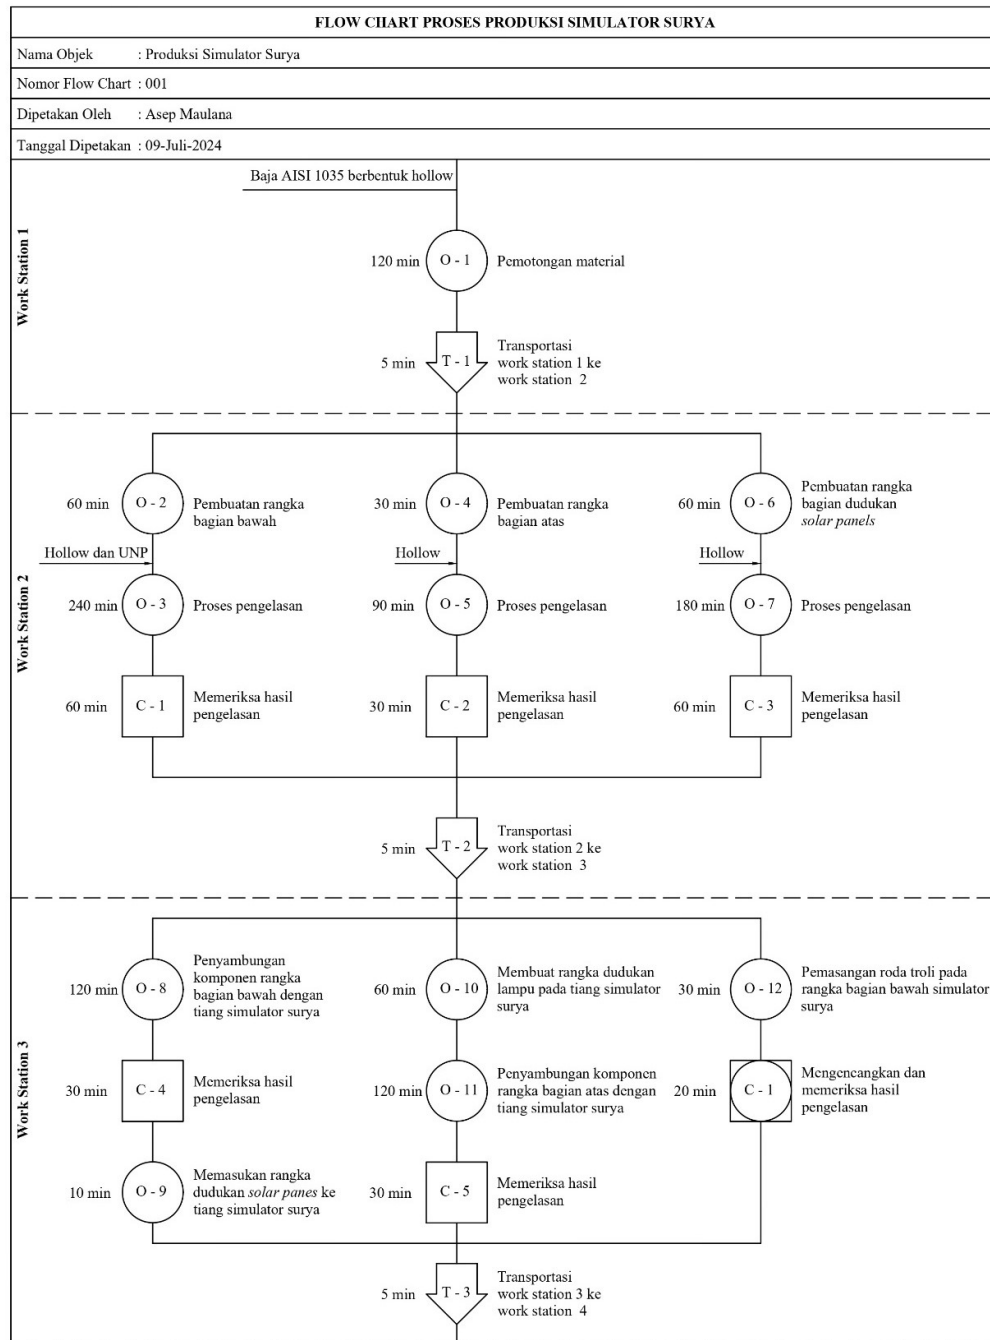 FLOW CHART PROSES PRODUKSI SIMULATOR SURYA
Nama Objek : Produksi Simulator Surya
Nomor Flow Chart : 001
Dipetakan Oleh : Asep Maulana
Tanggal Dipetakan : 09-Juli-2024
Work Station 1
Baja AISI 1035 berbentuk hollow
120 min O - 1 Pemotongan material
5 min T - 1 Transportasi
work station 1 ke
work station 2
Work Station 2
60 min O - 2 Pembuatan rangka
bagian bawah
Hollow dan UNP
240 min O - 3 Proses pengelasan
60 min C - 1 Memeriksa hasil
pengelasan
30 min O - 4 Pembuatan rangka
bagian atas
Hollow
90 min O - 5 Proses pengelasan
30 min C - 2 Memeriksa hasil
pengelasan
60 min O - 6 Pembuatan rangka
bagian dudukan
solar panels
Hollow
180 min O - 7 Proses pengelasan
60 min C - 3 Memeriksa hasil
pengelasan
5 min T - 2 Transportasi
work station 2 ke
work station 3
Work Station 3
120 min O - 8 Penyambungan
komponen rangka
bagian bawah dengan
tiang simulator surya
30 min C - 4 Memeriksa hasil
pengelasan
10 min O - 9 Memasukan rangka
dudukan solar panes ke
tiang simulator surya
60 min O - 10 Membuat rangka dudukan
lampu pada tiang simulator
surya
120 min O - 11 Penyambungan komponen
rangka bagian atas dengan
tiang simulator surya
30 min C - 5 Memeriksa hasil
pengelasan
30 min O - 12 Pemasangan roda troli pada
rangka bagian bawah simulator
surya
20 min C - 1 Mengencangkan dan
memeriksa hasil
pengelasan
5 min T - 3 Transportasi
work station 3 ke
work station 4